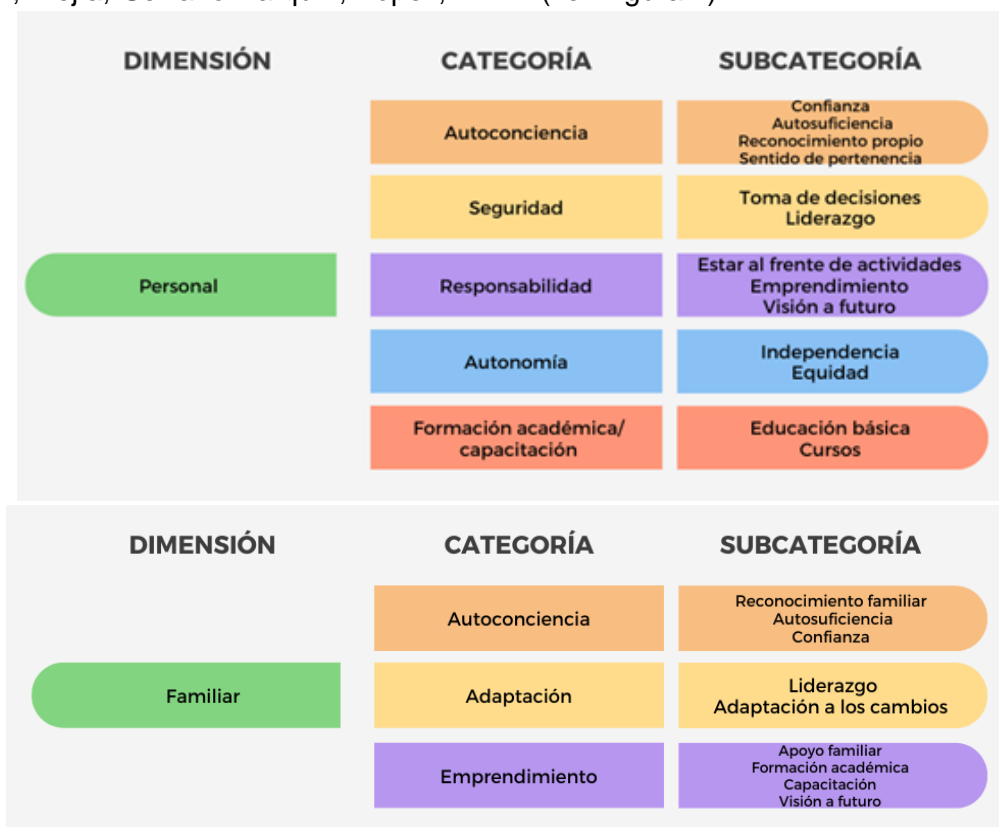 DIMENSIÓN CATEGORÍA SUBCATEGORÍA
Autoconciencia
Confianza
Autosuficiencia
Reconocimiento propio
Sentido de pertenencia
Seguridad
Toma de decisiones
Liderazgo
Personal
Responsabilidad
Estar al frente de actividades
Emprendimiento
Visión a futuro
Autonomía
Independencia
Equidad
Formación académica/
capacitación
Educación básica
Cursos
DIMENSIÓN CATEGORÍA SUBCATEGORÍA
Autoconciencia
Reconocimiento familiar
Autosuficiencia
Confianza
Familiar
Adaptación
Liderazgo
Adaptación a los cambios
Emprendimiento
Apoyo familiar
Formación académica
Capacitación
Visión a futuro